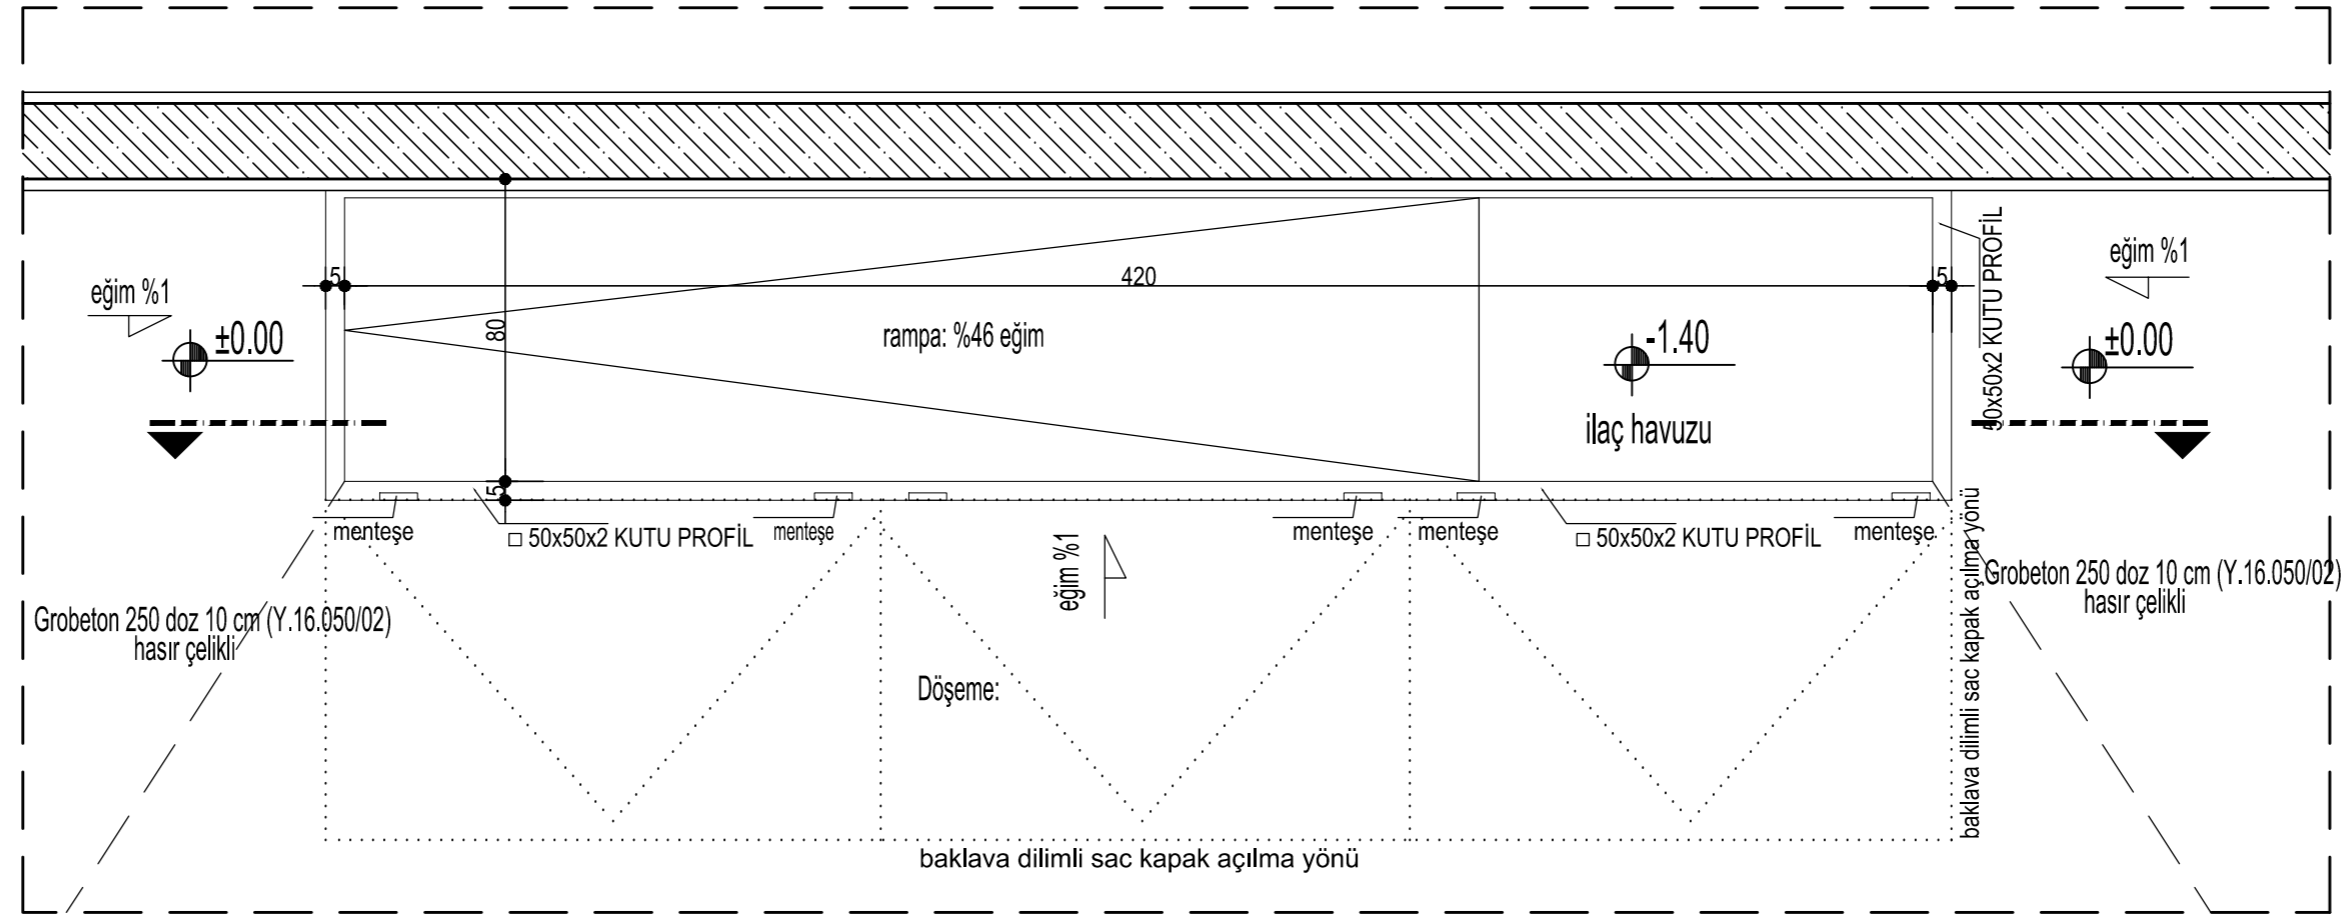 eğim %1
±0.00
5
420
80
rampa: %46 eğim
-1.40
ilaç havuzu
5
50x50x2 KUTU PROFİL
eğim %1
±0.00
5
menteşe
□ 50x50x2 KUTU PROFİL
menteşe
menteşe
menteşe
□ 50x50x2 KUTU PROFİL
menteşe
eğim %1
Grobeton 250 doz 10 cm (Y.16.050/02)
hasır çelikli
Grobeton 250 doz 10 cm (Y.16.050/02)
hasır çelikli
Döşeme:
baklava dilimli sac kapak açılma yönü
baklava dilimli sac kapak açılma yönü